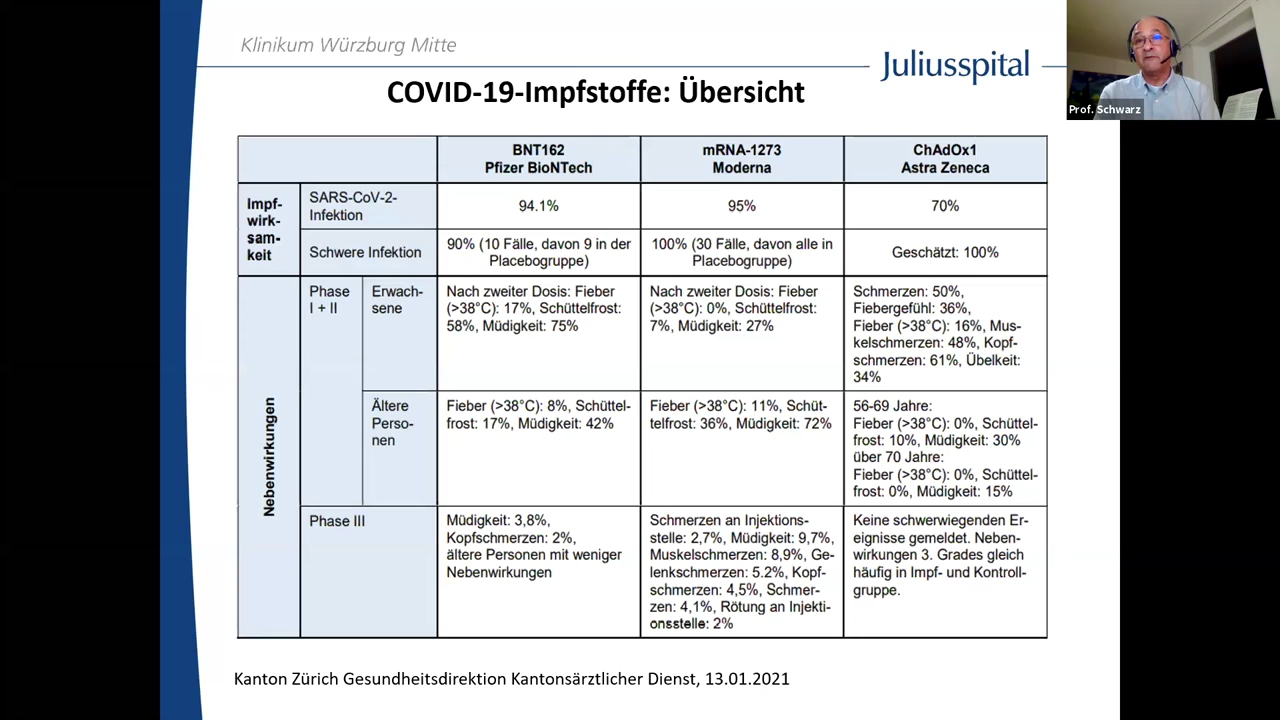 Klinikum Würzburg Mitte
Juliusspital
Prof. Schwarz
COVID-19-Impfstoffe: Übersicht
BNT162
Pfizer BioNTech
mRNA-1273
Moderna
ChAdOx1
Astra Zeneca
Impf-
wirk-
sam-
keit
SARS-CoV-2-
Infektion
94.1%
95%
70%
Schwere Infektion
90% (10 Fälle, davon 9 in der
Placebogruppe)
100% (30 Fälle, davon alle in
Placebogruppe)
Geschätzt: 100%
Nebenwirkungen
Phase
I + II
Erwach-
sene
Nach zweiter Dosis: Fieber
(>38°C): 17%, Schüttelfrost:
58%, Müdigkeit: 75%
Nach zweiter Dosis: Fieber
(>38°C): 0%, Schüttelfrost:
7%, Müdigkeit: 27%
Schmerzen: 50%,
Fiebergefühl: 36%,
Fieber (>38°C): 16%, Mus-
kelschmerzen: 48%, Kopf-
schmerzen: 61%, Übelkeit:
34%
Ältere
Perso-
nen
Fieber (>38°C): 8%, Schüttel-
frost: 17%, Müdigkeit: 42%
Fieber (>38°C): 11%, Schüt-
telfrost: 36%, Müdigkeit: 72%
56-69 Jahre:
Fieber (>38°C): 0%, Schüttel-
frost: 10%, Müdigkeit: 30%
über 70 Jahre:
Fieber (>38°C): 0%, Schüttel-
frost: 0%, Müdigkeit: 15%
Phase III
Müdigkeit: 3,8%,
Kopfschmerzen: 2%,
ältere Personen mit weniger
Nebenwirkungen
Schmerzen an Injektions-
stelle: 2,7%, Müdigkeit: 9,7%,
Muskelschmerzen: 8,9%, Ge-
lenkschmerzen: 5.2%, Kopf-
schmerzen: 4,5%, Schmer-
zen: 4,1%, Rötung an Injekti-
onsstelle: 2%
Keine schwerwiegenden Er-
eignisse gemeldet. Neben-
wirkungen 3. Grades gleich
häufig in Impf- und Kontroll-
gruppe.
Kanton Zürich Gesundheitsdirektion Kantonsärztlicher Dienst, 13.01.2021